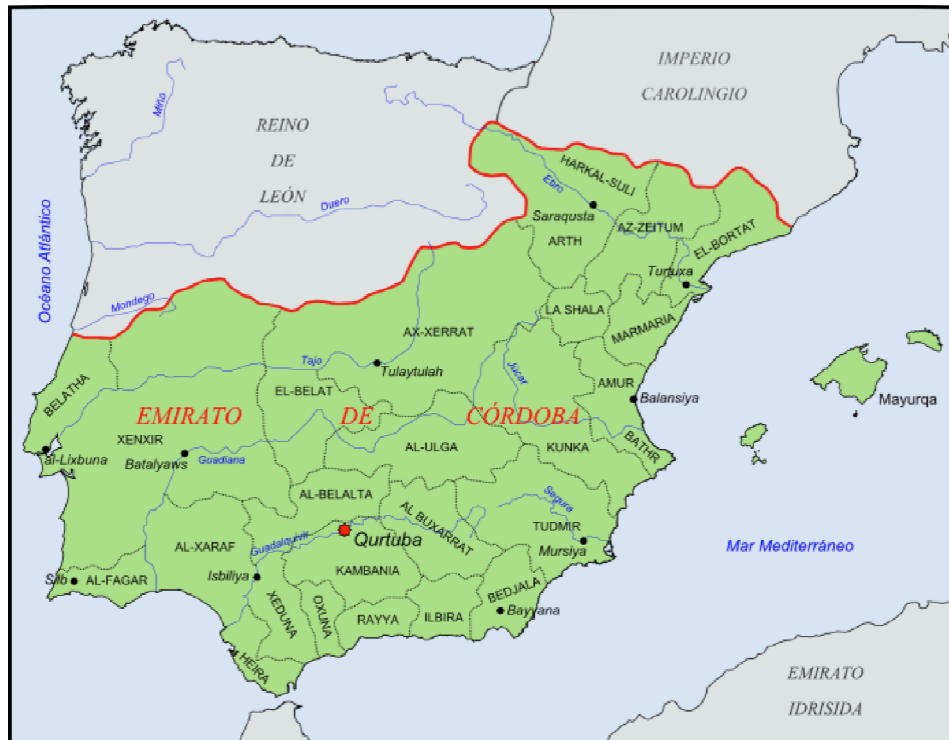 IMPERIO
CAROLINGIO
REINO
DE
LEÓN
Miño
Duero
Océano Atlántico
Mondego
HARKAL-SULI
Ebro
Saraqusta
AZ-ZEITUM
ARTH
EL-BORTAT
Turtuxa
LA SHALA
MARMARIA
AX-XERRAT
Tajo
Tulaytulah
Júcar
BELATHA
EL-BELAT
AMUR
Balansiya
Mayurqa
EMIRATO DE CÓRDOBA
XENXIR
al-Lixbuna
Batalyaws
Guadiana
AL-ULGA
KUNKA
BATHR
AL-BELALTA
Segura
AL BUXARRAT
TUDMIR
Mursiya
Guadalquivir
Qurtuba
AL-XARAF
Mar Mediterráneo
Silb
AL-FAGAR
Isbiliya
KAMBANIA
BEDJALA
Bayyana
XEDUNA
OXUNA
RAYYA
ILBIRA
HEIRA
EMIRATO
IDRISIDA